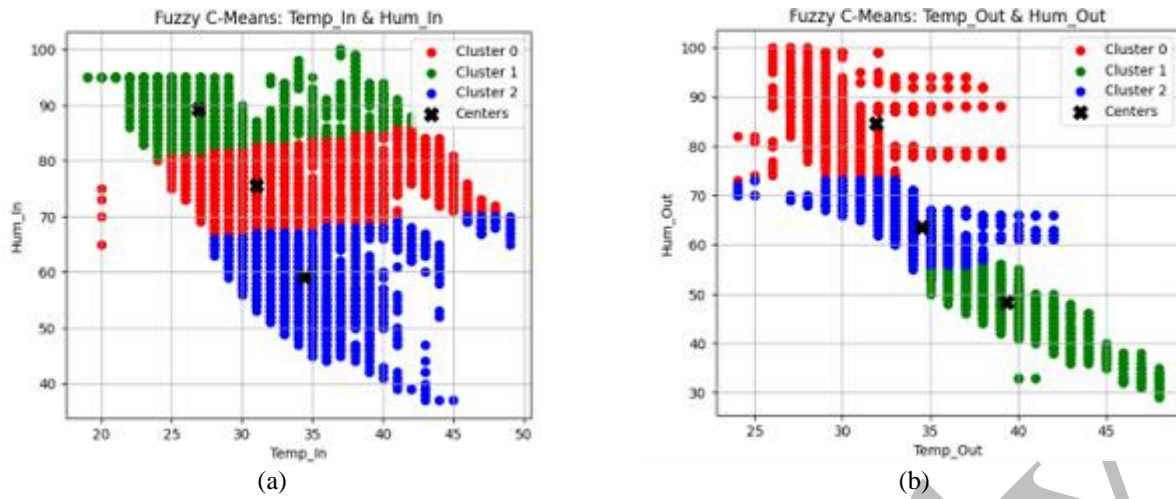 Fuzzy C-Means: Temp_In & Hum_In
Cluster 0
Cluster 1
Cluster 2
Centers
100
90
80
70
60
50
40
Hum_In
20 25 30 35 40 45 50
Temp_In
(a)
Fuzzy C-Means: Temp_Out & Hum_Out
Cluster 0
Cluster 1
Cluster 2
Centers
100
90
80
70
60
50
40
30
Hum_Out
25 30 35 40 45
Temp_Out
(b)